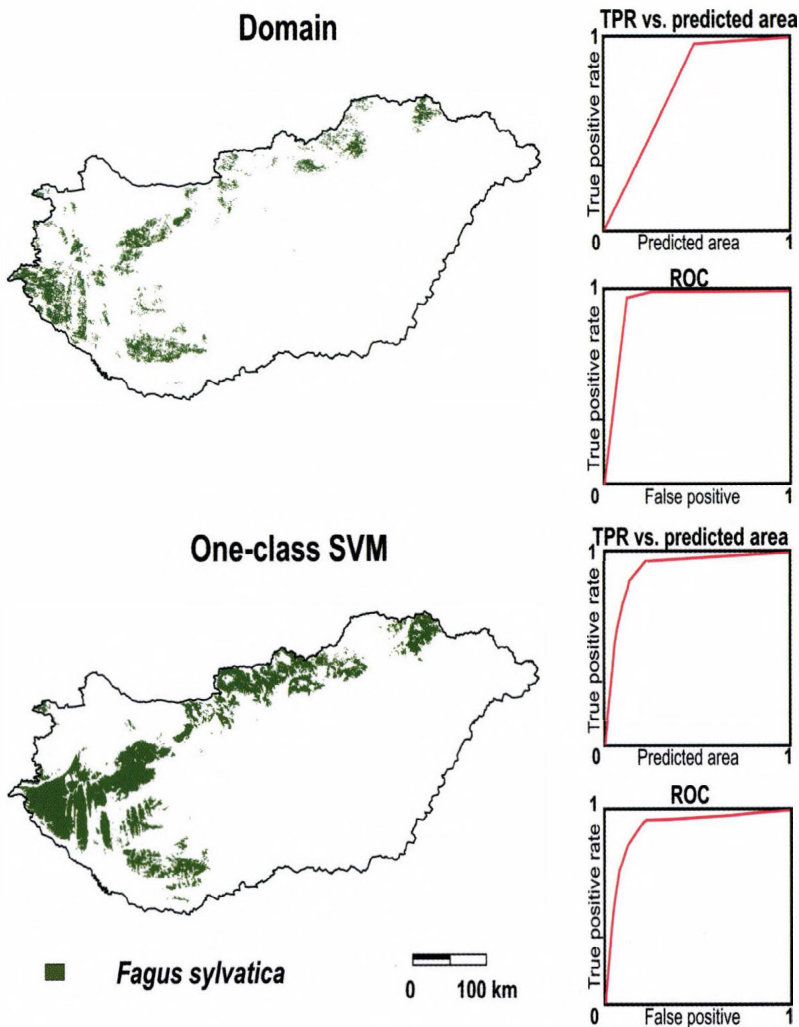 Domain
TPR vs. predicted area
1
True positive rate
0
Predicted area
1
ROC
1
True positive rate
0
False positive
1
One-class SVM
TPR vs. predicted area
1
True positive rate
0
Predicted area
1
ROC
1
True positive rate
0
False positive
1
Fagus sylvatica
0 100 km